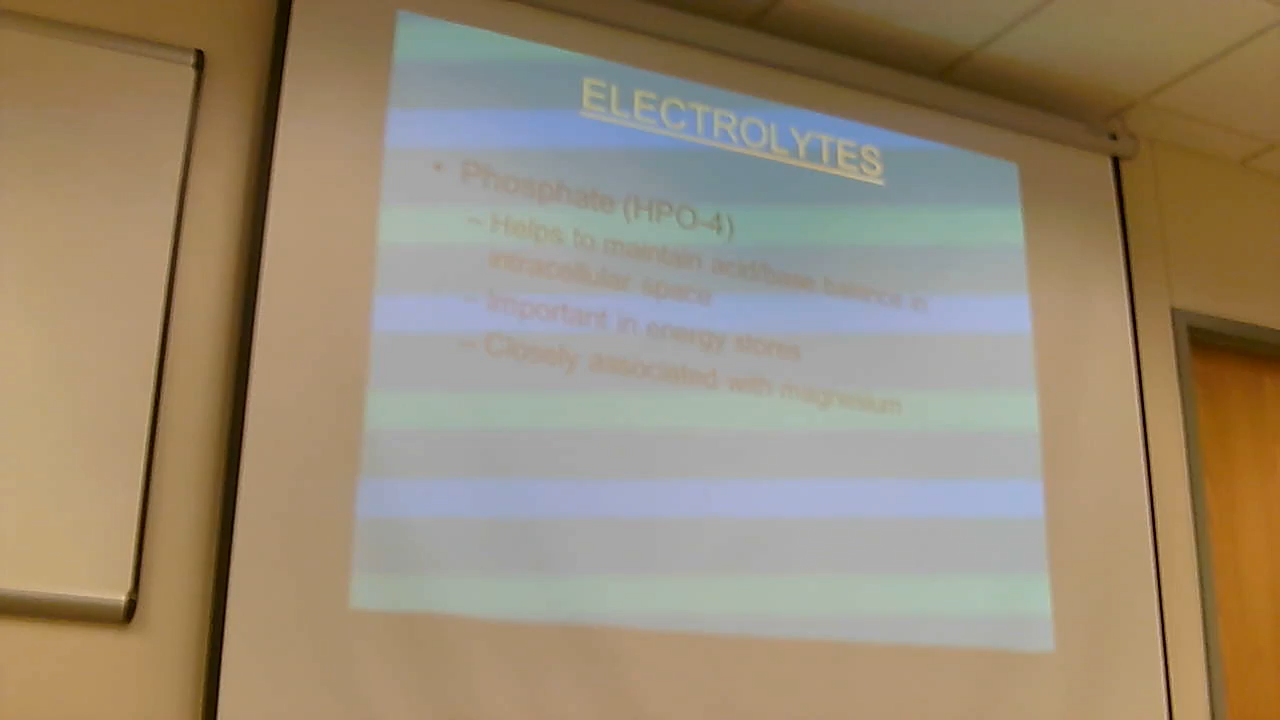 ELECTROLYTES
• Phosphate (HPO-4)
– Helps to maintain acid/base balance in
intracellular space
– Important in energy stores
– Closely associated with magnesium